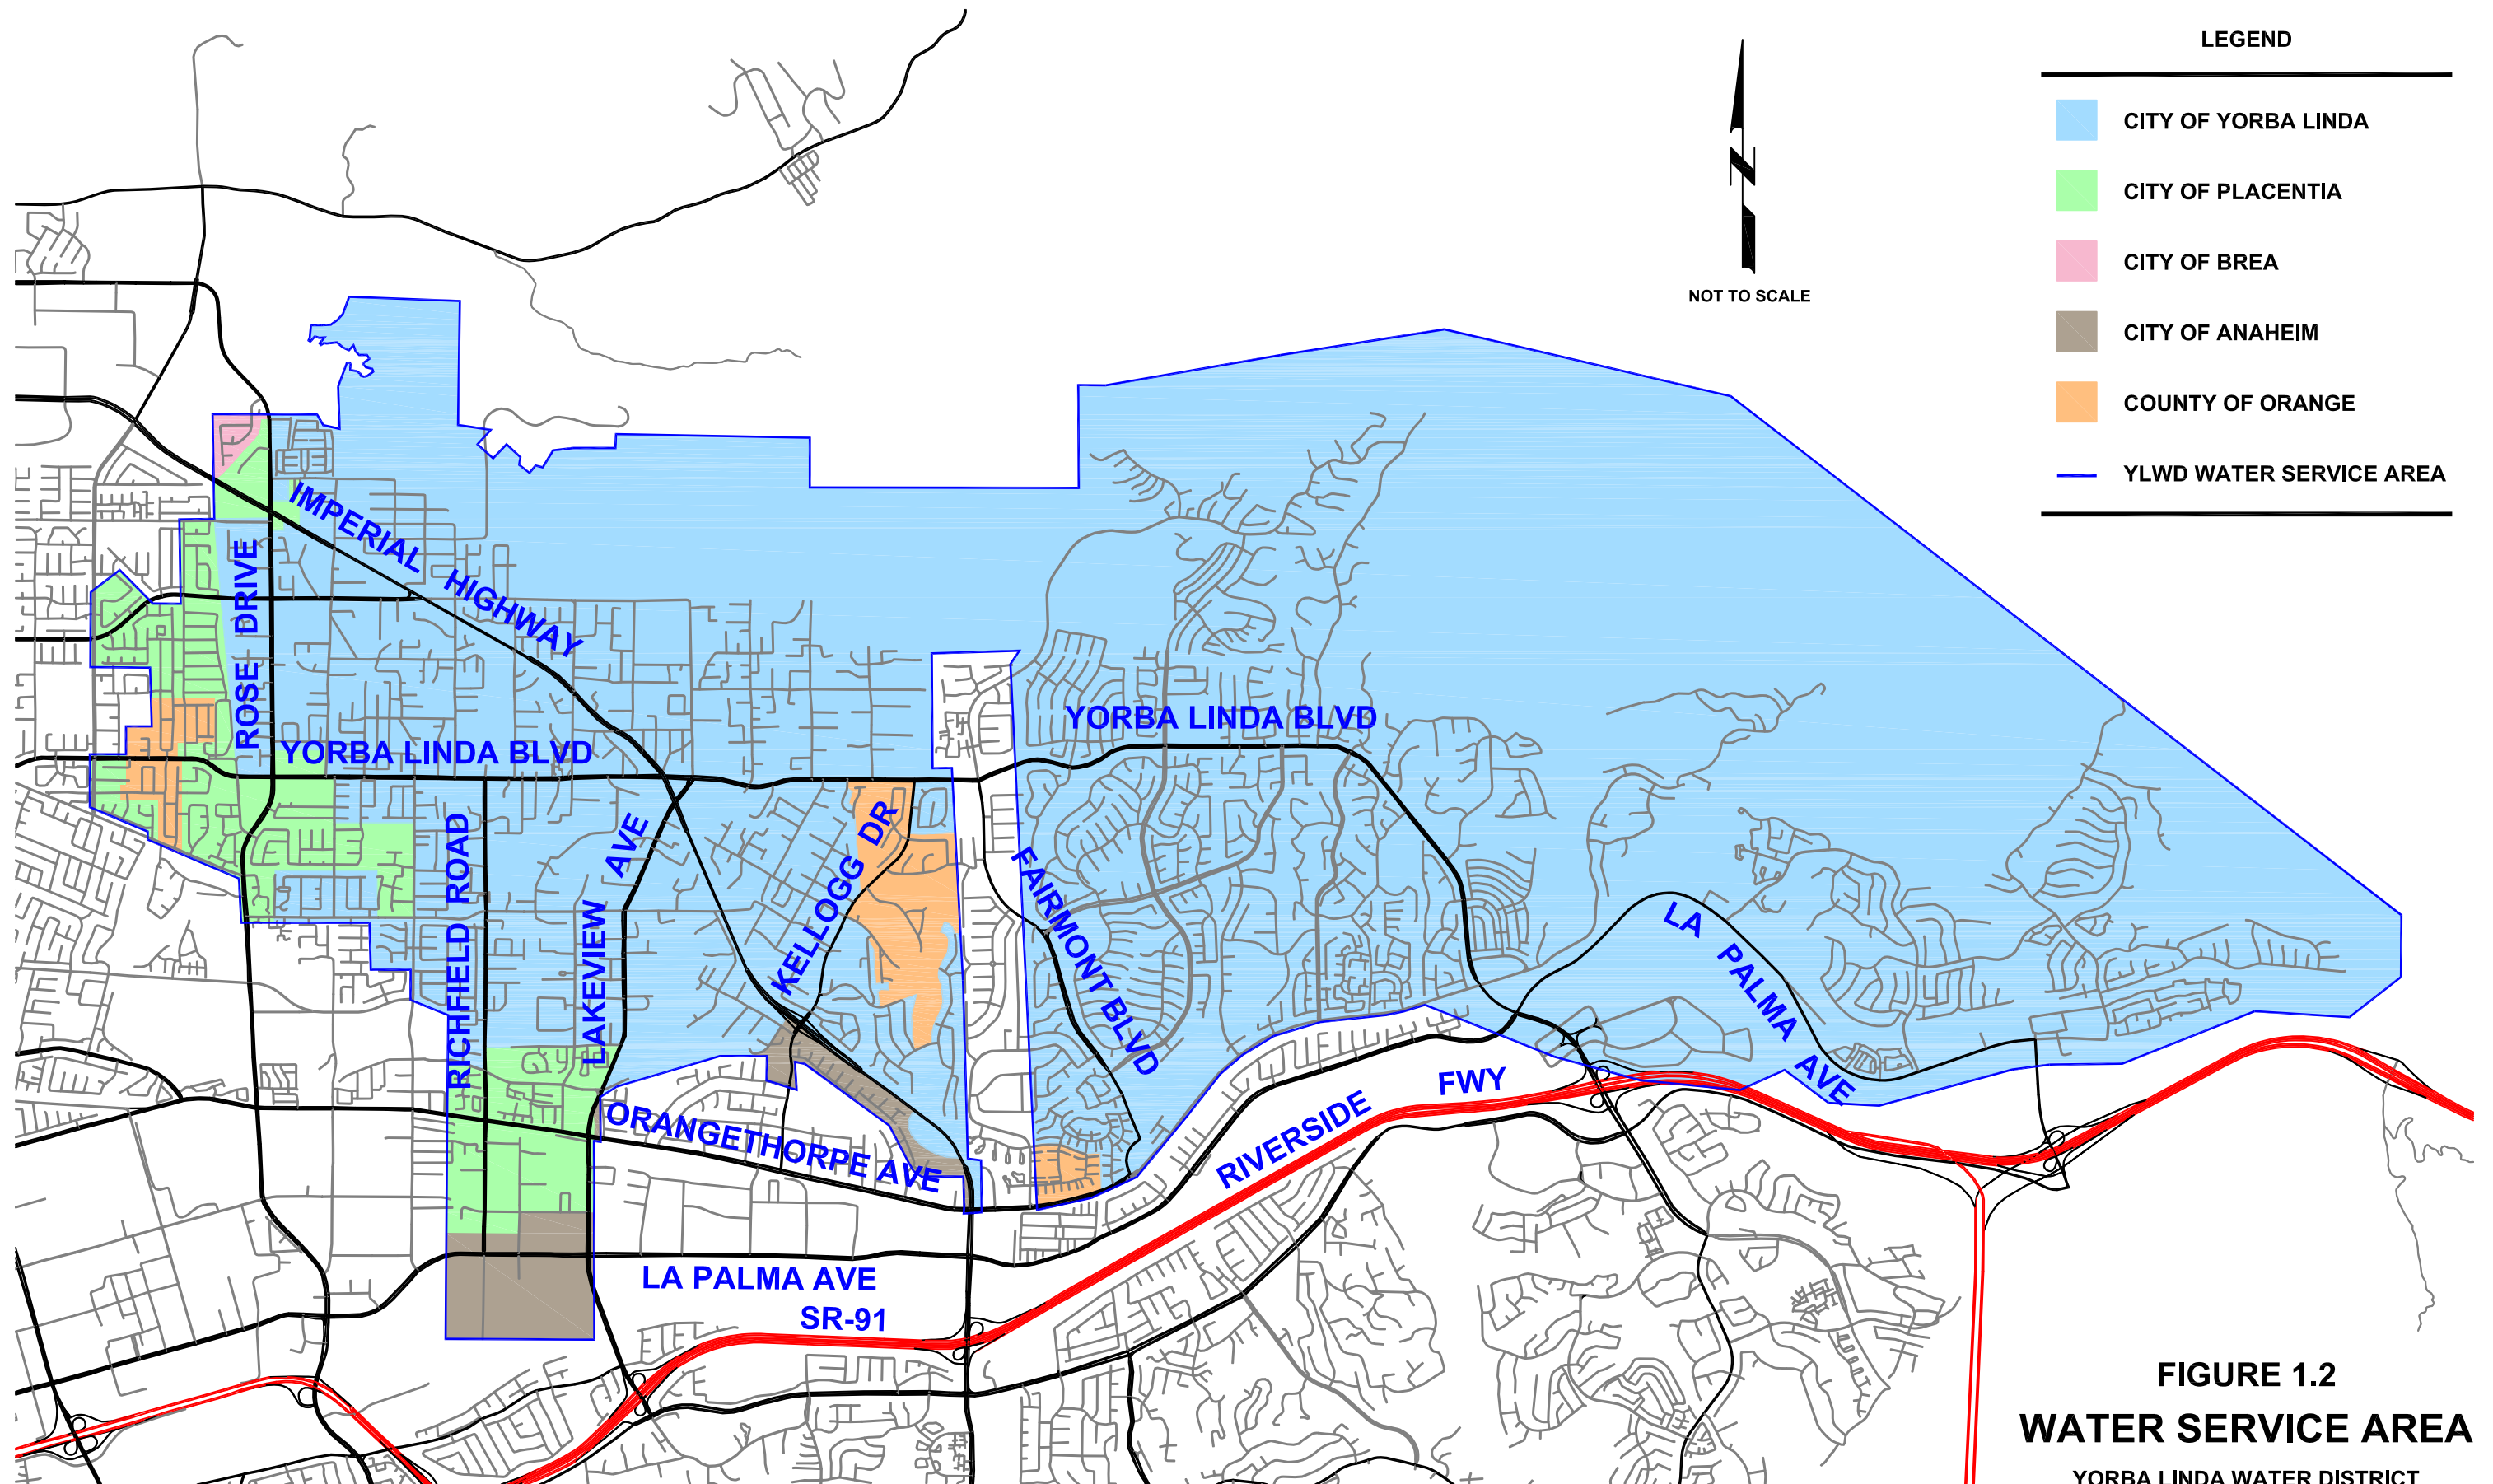 LEGEND
CITY OF YORBA LINDA
CITY OF PLACENTIA
CITY OF BREA
CITY OF ANAHEIM
COUNTY OF ORANGE
YLWD WATER SERVICE AREA
N
NOT TO SCALE
IMPERIAL HIGHWAY
ROSE DRIVE
YORBA LINDA BLVD
YORBA LINDA BLVD
RICHFIELD ROAD
LAKEVIEW AVE
KELLOGG DR
FAIRMONT BLVD
LA PALMA AVE
ORANGETHORPE AVE
RIVERSIDE FWY
LA PALMA AVE
SR-91
FIGURE 1.2
WATER SERVICE AREA
YORBA LINDA WATER DISTRICT